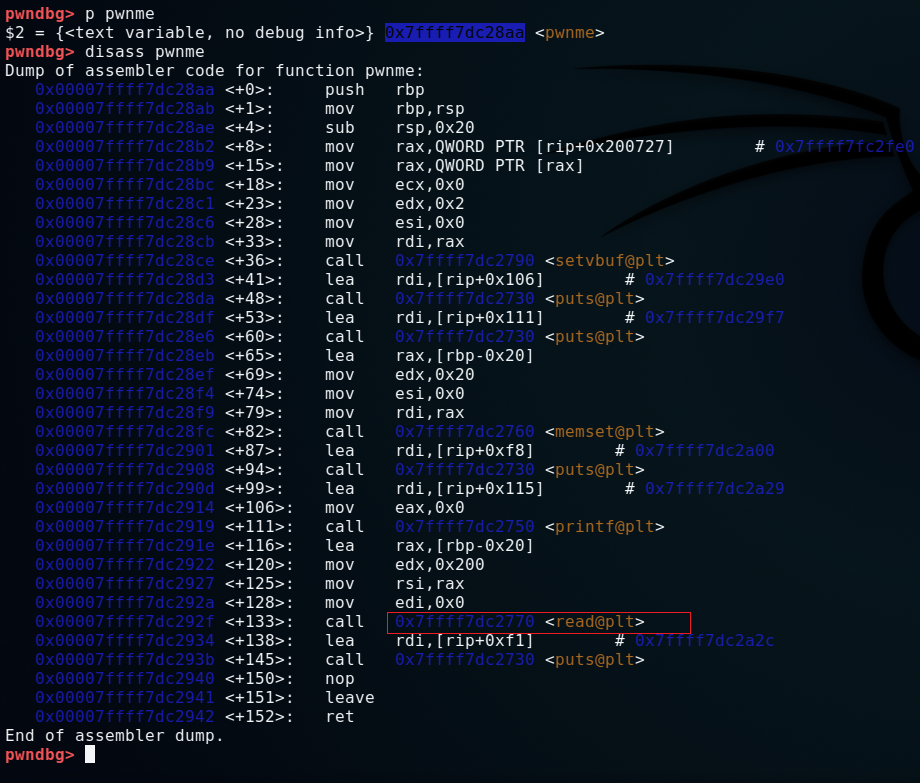 pwndbg> p pwnme
$2 = {<text variable, no debug info>} 0x7ffff7dc28aa <pwnme>
pwndbg> disass pwnme
Dump of assembler code for function pwnme:
   0x00007ffff7dc28aa <+0>:     push   rbp
   0x00007ffff7dc28ab <+1>:     mov    rbp,rsp
   0x00007ffff7dc28ae <+4>:     sub    rsp,0x20
   0x00007ffff7dc28b2 <+8>:     mov    rax,QWORD PTR [rip+0x200727]        # 0x7ffff7fc2fe0
   0x00007ffff7dc28b9 <+15>:    mov    rax,QWORD PTR [rax]
   0x00007ffff7dc28bc <+18>:    mov    ecx,0x0
   0x00007ffff7dc28c1 <+23>:    mov    edx,0x2
   0x00007ffff7dc28c6 <+28>:    mov    esi,0x0
   0x00007ffff7dc28cb <+33>:    mov    rdi,rax
   0x00007ffff7dc28ce <+36>:    call   0x7ffff7dc2790 <setvbuf@plt>
   0x00007ffff7dc28d3 <+41>:    lea    rdi,[rip+0x106]        # 0x7ffff7dc29e0
   0x00007ffff7dc28da <+48>:    call   0x7ffff7dc2730 <puts@plt>
   0x00007ffff7dc28df <+53>:    lea    rdi,[rip+0x111]        # 0x7ffff7dc29f7
   0x00007ffff7dc28e6 <+60>:    call   0x7ffff7dc2730 <puts@plt>
   0x00007ffff7dc28eb <+65>:    lea    rax,[rbp-0x20]
   0x00007ffff7dc28ef <+69>:    mov    edx,0x20
   0x00007ffff7dc28f4 <+74>:    mov    esi,0x0
   0x00007ffff7dc28f9 <+79>:    mov    rdi,rax
   0x00007ffff7dc28fc <+82>:    call   0x7ffff7dc2760 <memset@plt>
   0x00007ffff7dc2901 <+87>:    lea    rdi,[rip+0xf8]        # 0x7ffff7dc2a00
   0x00007ffff7dc2908 <+94>:    call   0x7ffff7dc2730 <puts@plt>
   0x00007ffff7dc290d <+99>:    lea    rdi,[rip+0x115]        # 0x7ffff7dc2a29
   0x00007ffff7dc2914 <+106>:   mov    eax,0x0
   0x00007ffff7dc2919 <+111>:   call   0x7ffff7dc2750 <printf@plt>
   0x00007ffff7dc291e <+116>:   lea    rax,[rbp-0x20]
   0x00007ffff7dc2922 <+120>:   mov    edx,0x200
   0x00007ffff7dc2927 <+125>:   mov    rsi,rax
   0x00007ffff7dc292a <+128>:   mov    edi,0x0
   0x00007ffff7dc292f <+133>:   call   0x7ffff7dc2770 <read@plt>
   0x00007ffff7dc2934 <+138>:   lea    rdi,[rip+0xf1]        # 0x7ffff7dc2a2c
   0x00007ffff7dc293b <+145>:   call   0x7ffff7dc2730 <puts@plt>
   0x00007ffff7dc2940 <+150>:   nop
   0x00007ffff7dc2941 <+151>:   leave
   0x00007ffff7dc2942 <+152>:   ret
End of assembler dump.
pwndbg>